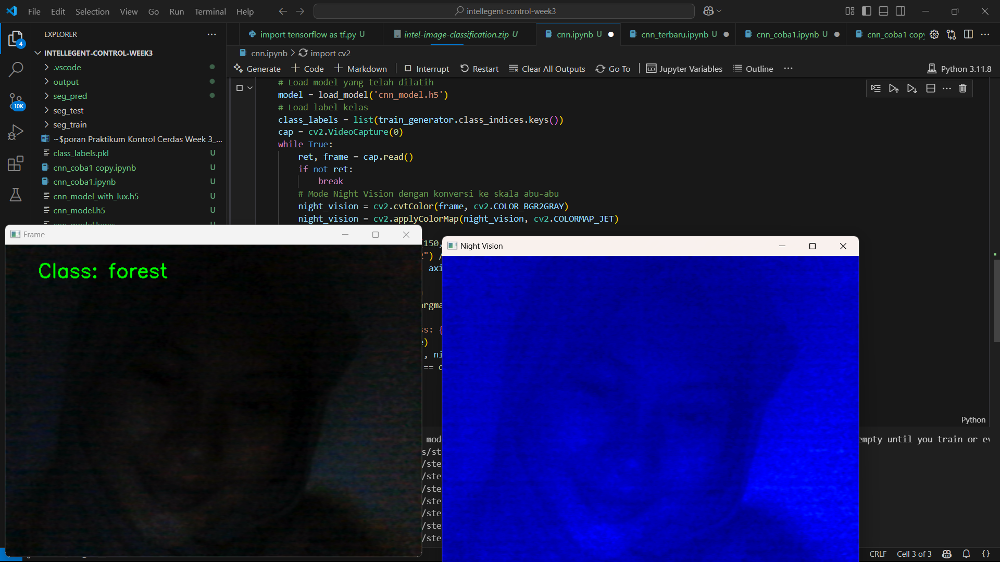 File Edit Selection View Go Run Terminal Help
intellegent-control-week3
EXPLORER
INTELLEGENT-CONTROL-WEEK3
.vscode
output
seg_pred
seg_test
seg_train
~$poran Praktikum Kontrol Cerdas Week 3_...
class_labels.pkl U
cnn_coba1 copy.ipynb U
cnn_coba1.ipynb U
cnn_model_with_lux.h5 U
cnn_model.h5 U
4
10K
import tensorflow as tf.py U
intel-image-classification.zip U
cnn.ipynb U
cnn_terbaru.ipynb U
cnn_coba1.ipynb U
cnn_coba1 copy
cnn.ipynb > import cv2
Generate + Code + Markdown Interrupt Restart Clear All Outputs Go To Jupyter Variables Outline ... Python 3.11.8
# Load model yang telah dilatih
model = load_model('cnn_model.h5')
# Load label kelas
class_labels = list(train_generator.class_indices.keys())
cap = cv2.VideoCapture(0)
while True:
ret, frame = cap.read()
if not ret:
break
# Mode Night Vision dengan konversi ke skala abu-abu
night_vision = cv2.cvtColor(frame, cv2.COLOR_BGR2GRAY)
night_vision = cv2.applyColorMap(night_vision, cv2.COLORMAP_JET)
150,
") /
axi
argma
ss: {
)
, ni
== c
Python
mod
empty until you train or ev
s/st
/ste
/ste
/ste
/ste
/ste
/ste
/ste
Frame
Class: forest
Night Vision
CRLF Cell 3 of 3